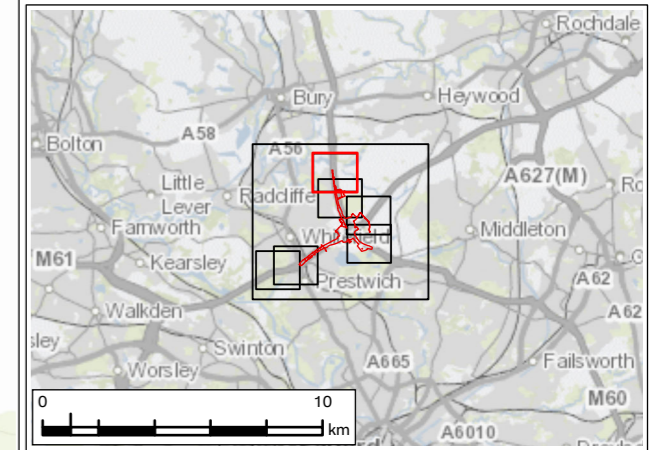 Rochdale
Bury
Heywood
Bolton
A58
A56
A627(M)
Little
Lever
Radcliffe
Farnworth
Middleton
M61
Kearsley
A62
Prestwich
Walkden
A62
Swinton
A665
Failsworth
Worsley
M60
0
10
km
A6010